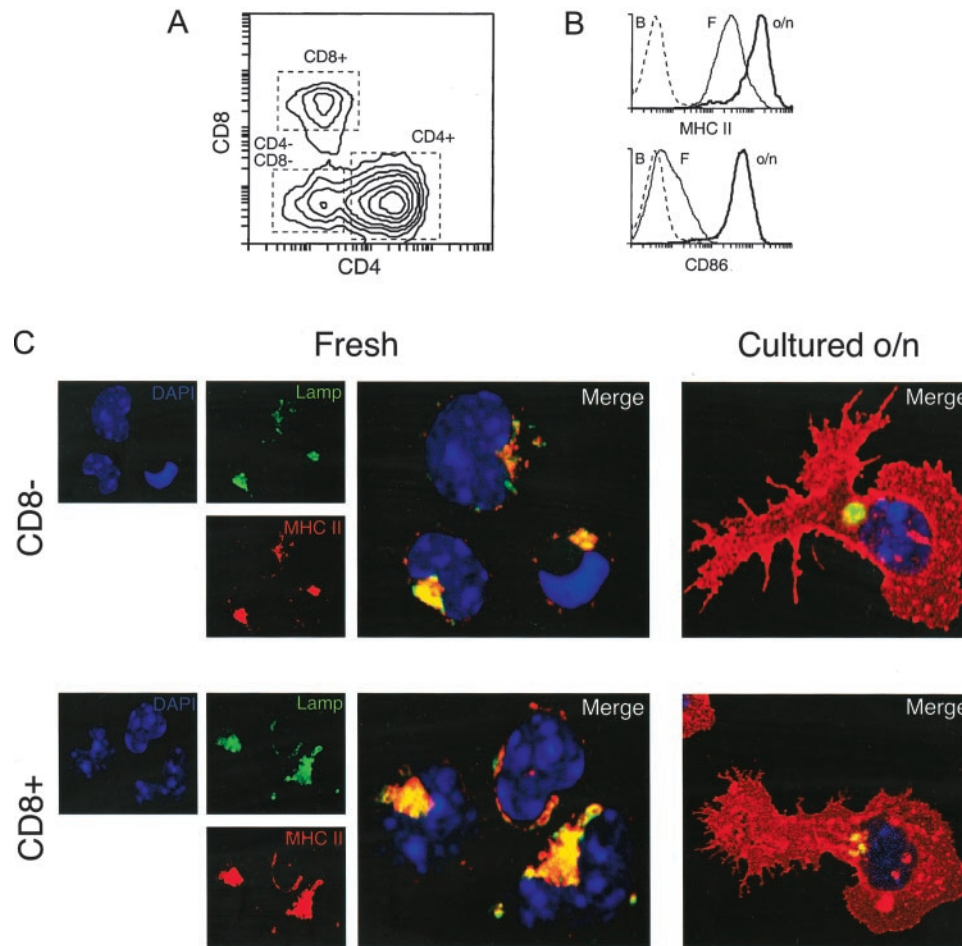 A
CD8+
CD4-
CD8-
CD4+
CD8
CD4
B
B F o/n
MHC II
B F o/n
CD86
C
Fresh
Cultured o/n
CD8-
DAPI
Lamp
MHC II
Merge
Merge
CD8+
DAPI
Lamp
MHC II
Merge
Merge